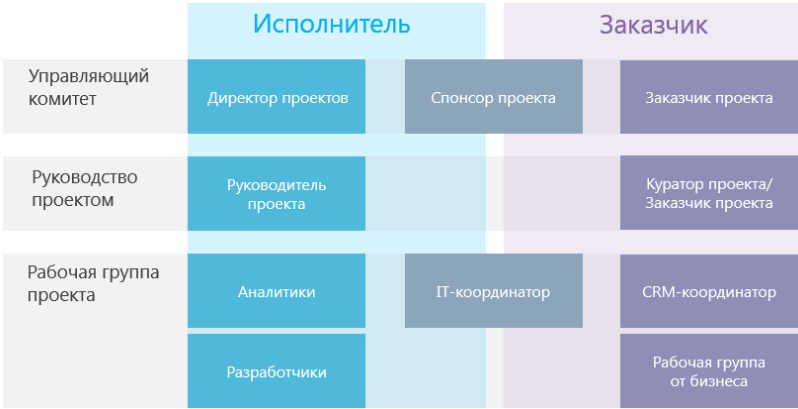 Исполнитель
Заказчик
Управляющий
комитет
Директор проектов
Спонсор проекта
Заказчик проекта
Руководство
проектом
Руководитель
проекта
Куратор проекта/
Заказчик проекта
Рабочая группа
проекта
Аналитики
IT-координатор
CRM-координатор
Разработчики
Рабочая группа
от бизнеса